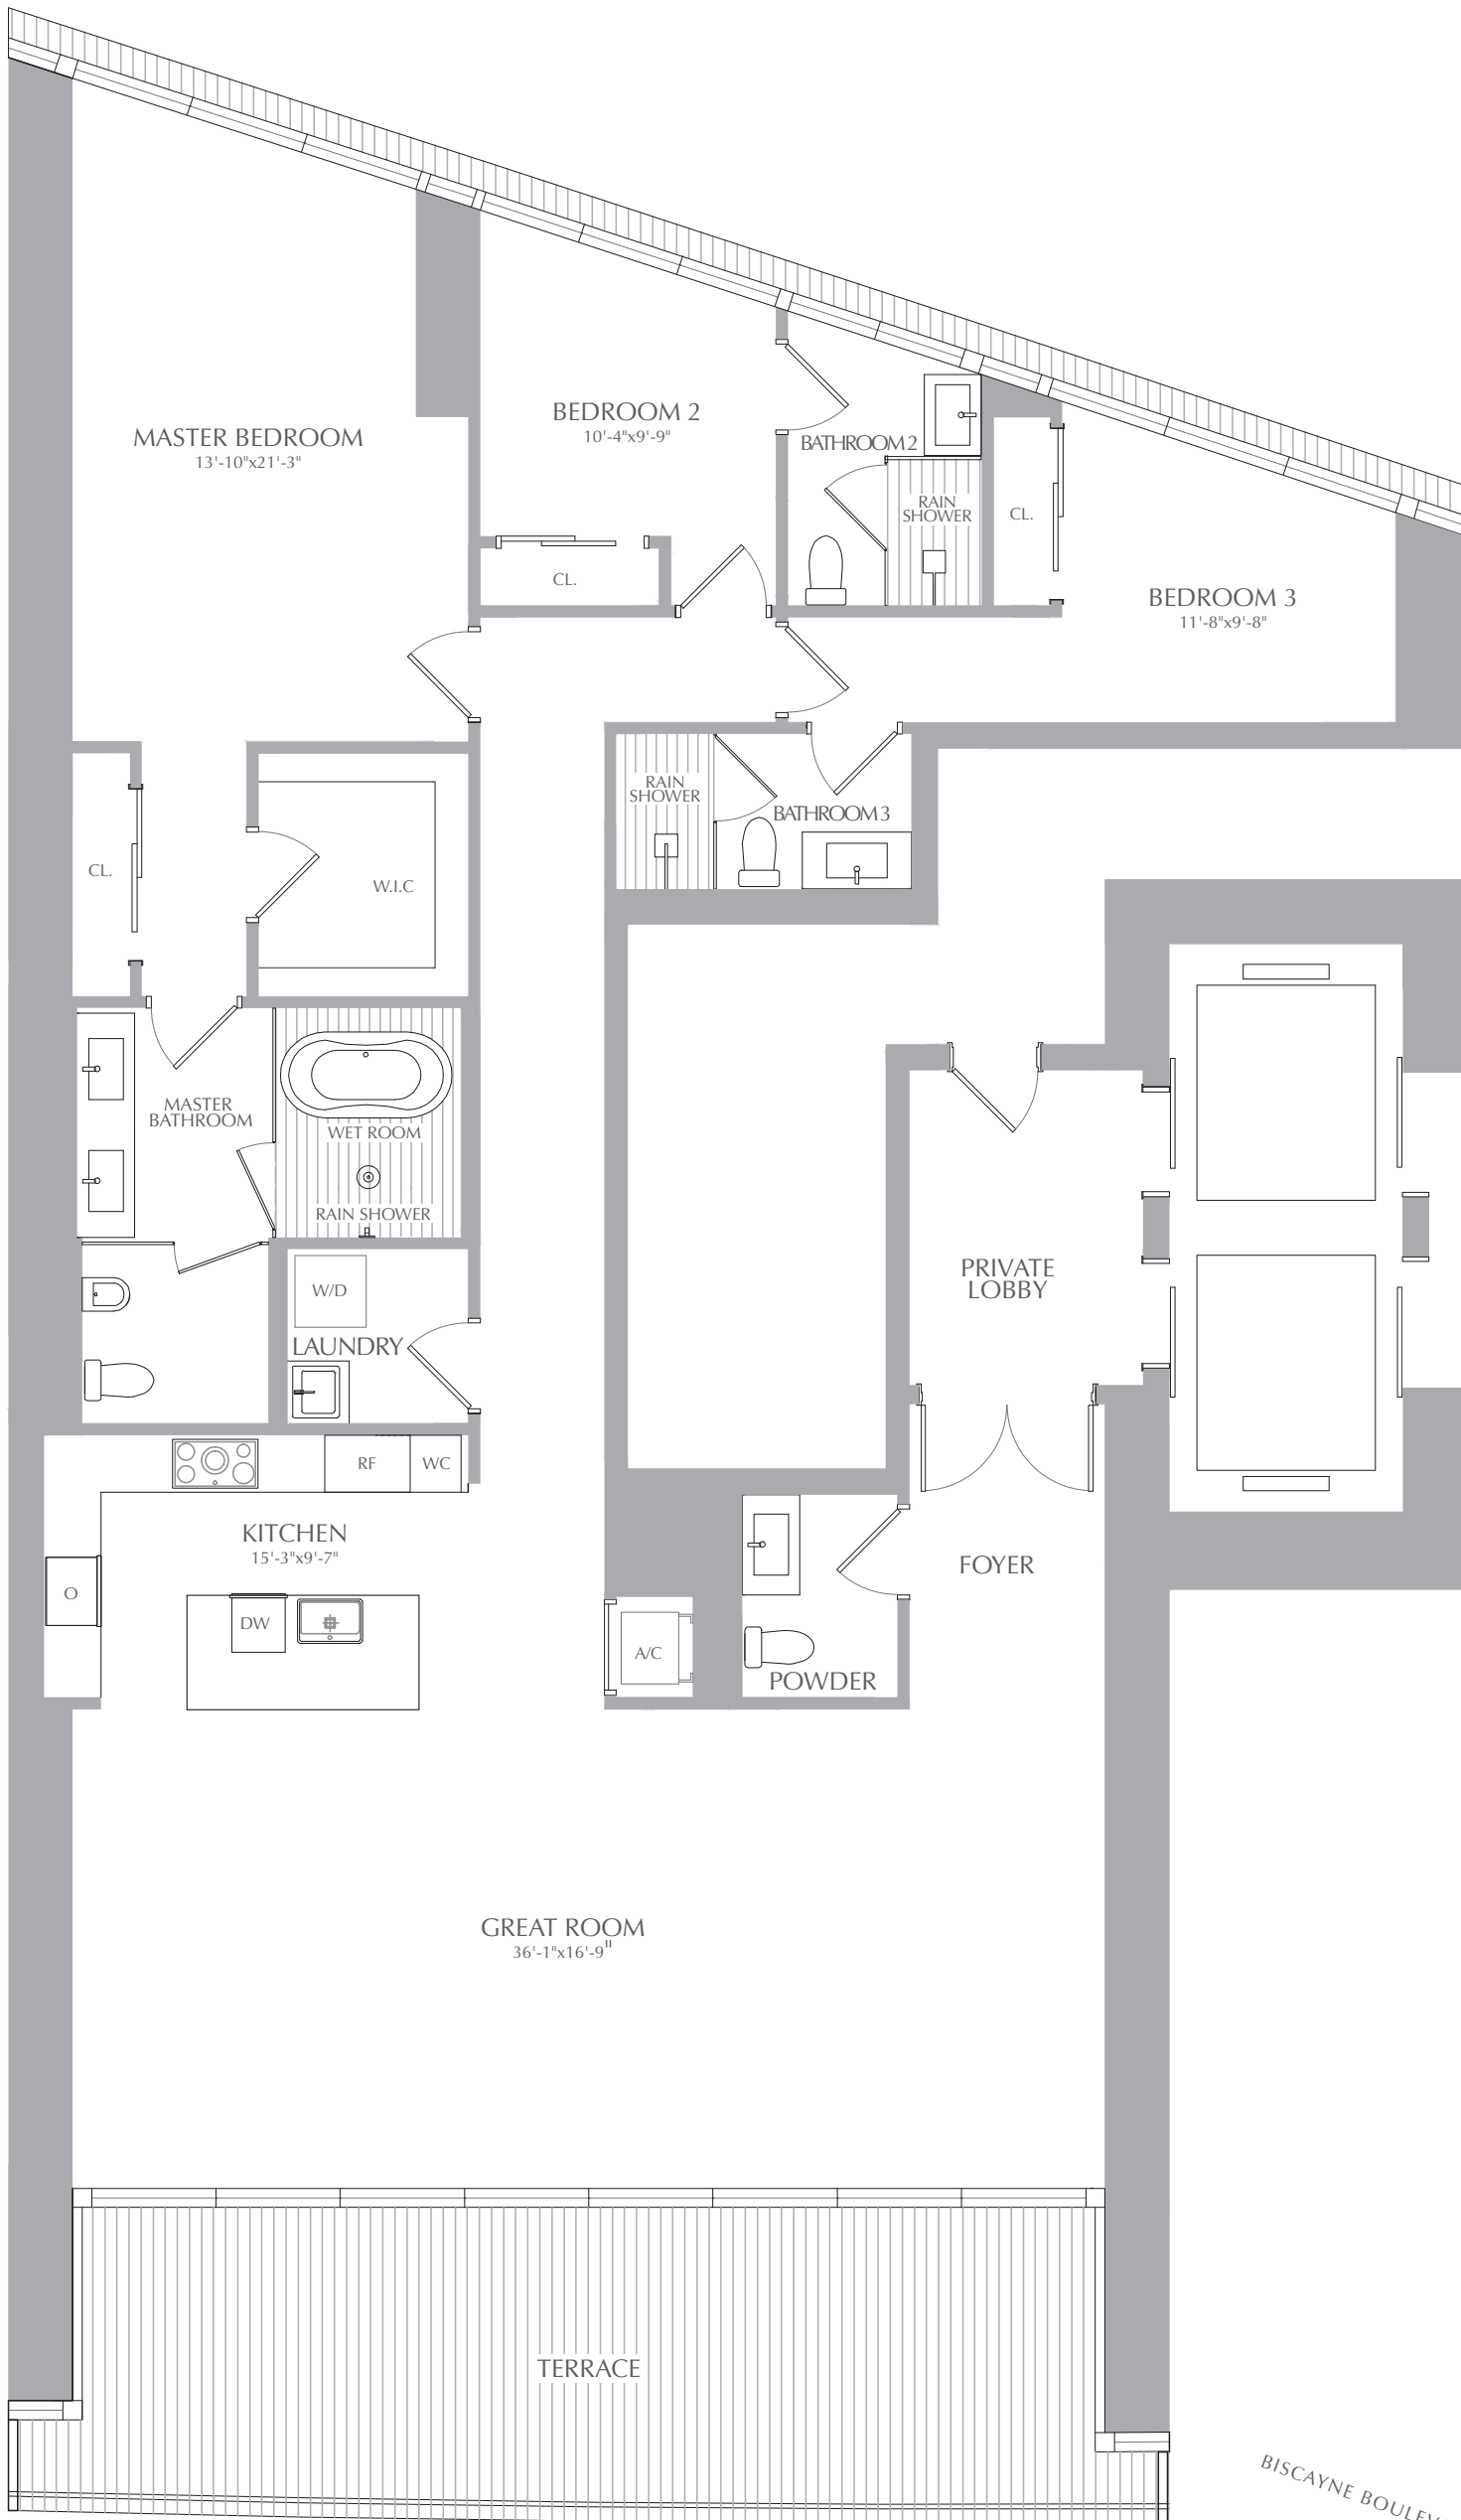 MASTER BEDROOM
13'-10"x21'-3"
BEDROOM 2
10'-4"x9'-9"
BATHROOM 2
RAIN
SHOWER
CL.
CL.
BEDROOM 3
11'-8"x9'-8"
RAIN
SHOWER
BATHROOM 3
CL.
W.I.C
MASTER
BATHROOM
WET ROOM
RAIN SHOWER
PRIVATE
LOBBY
W/D
LAUNDRY
RF
WC
KITCHEN
15'-3"x9'-7"
O
DW
A/C
POWDER
FOYER
GREAT ROOM
36'-1"x16'-9"
TERRACE
BISCAYNE